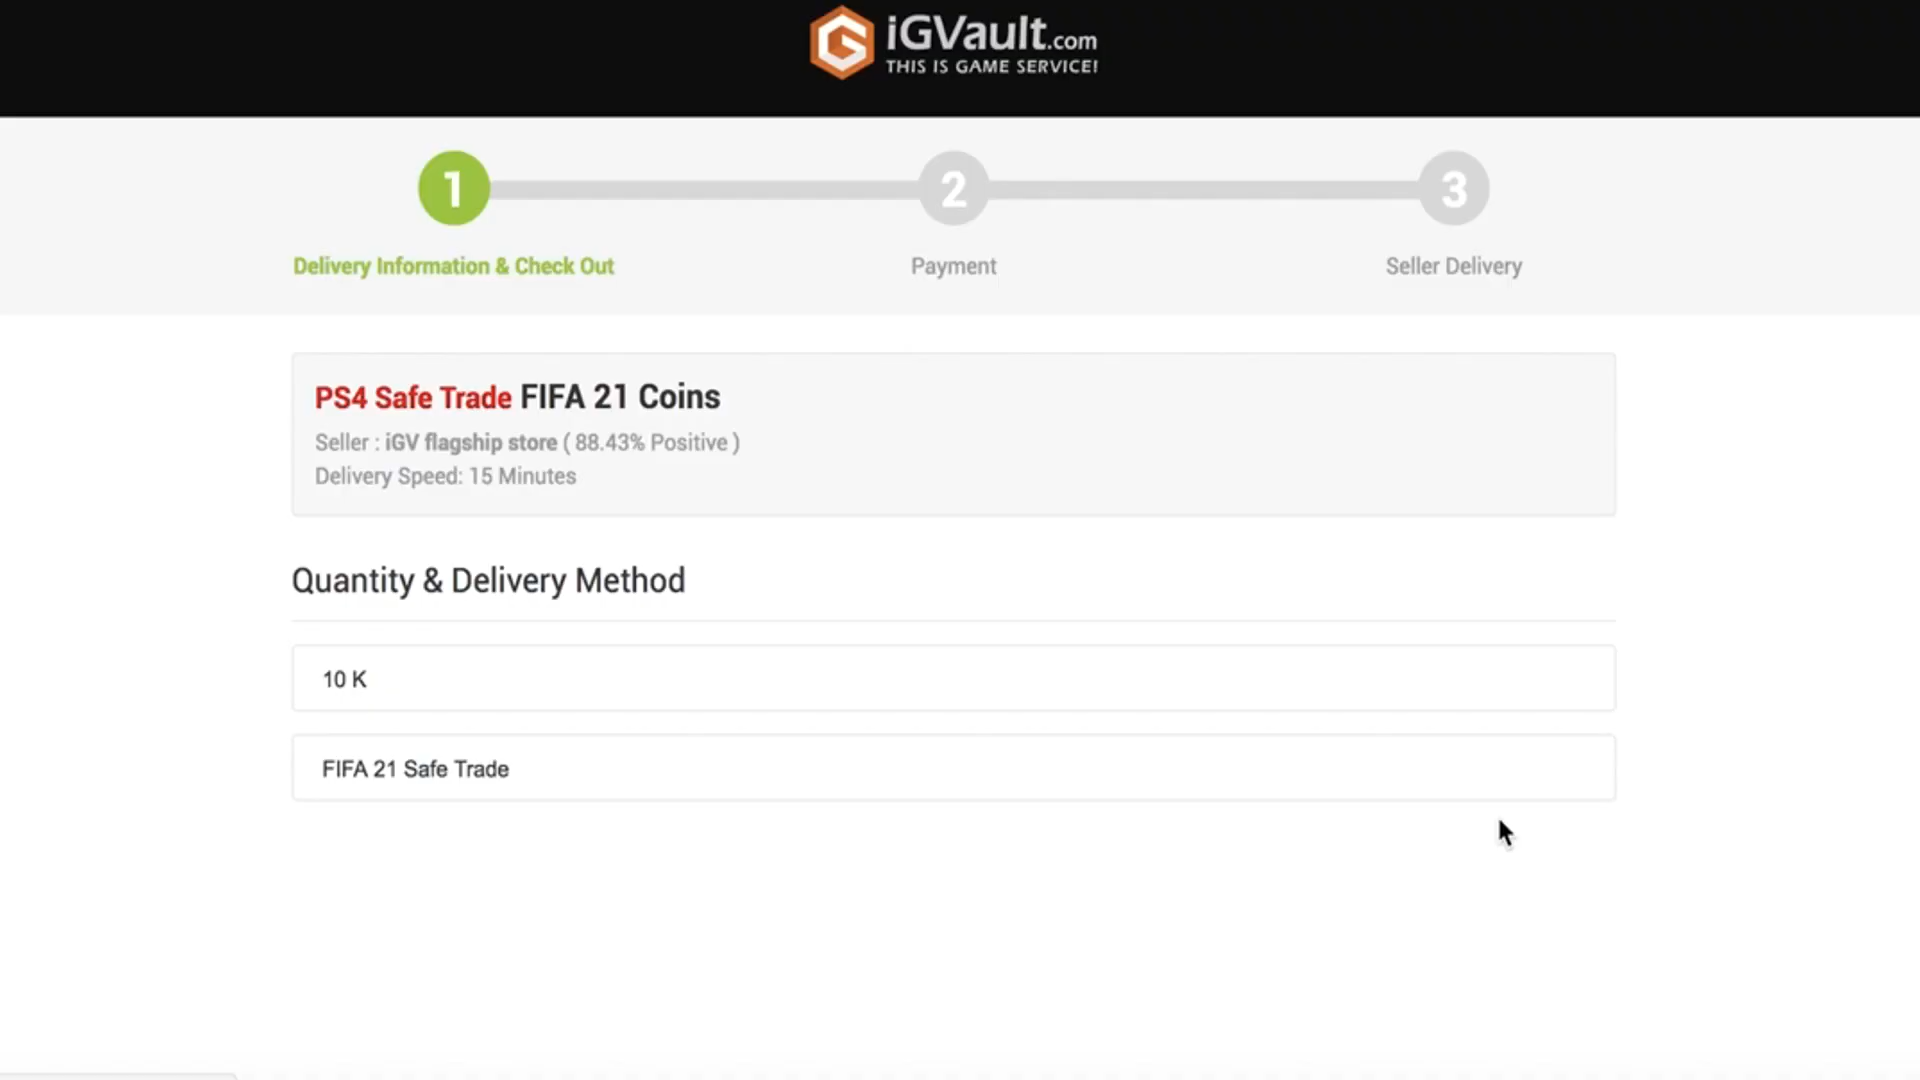 iGVault.com
THIS IS GAME SERVICE!
1
2
3
Delivery Information & Check Out
Payment
Seller Delivery
PS4 Safe Trade FIFA 21 Coins
Seller : iGV flagship store ( 88.43% Positive )
Delivery Speed: 15 Minutes
Quantity & Delivery Method
10 K
FIFA 21 Safe Trade